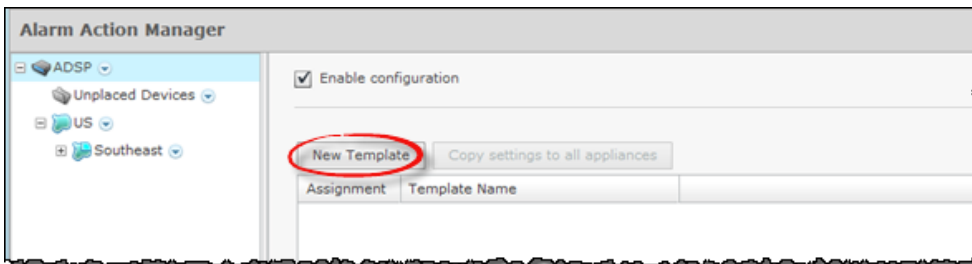 Alarm Action Manager
ADSP
Unplaced Devices
US
Southeast
Enable configuration
New Template
Copy settings to all appliances
Assignment
Template Name